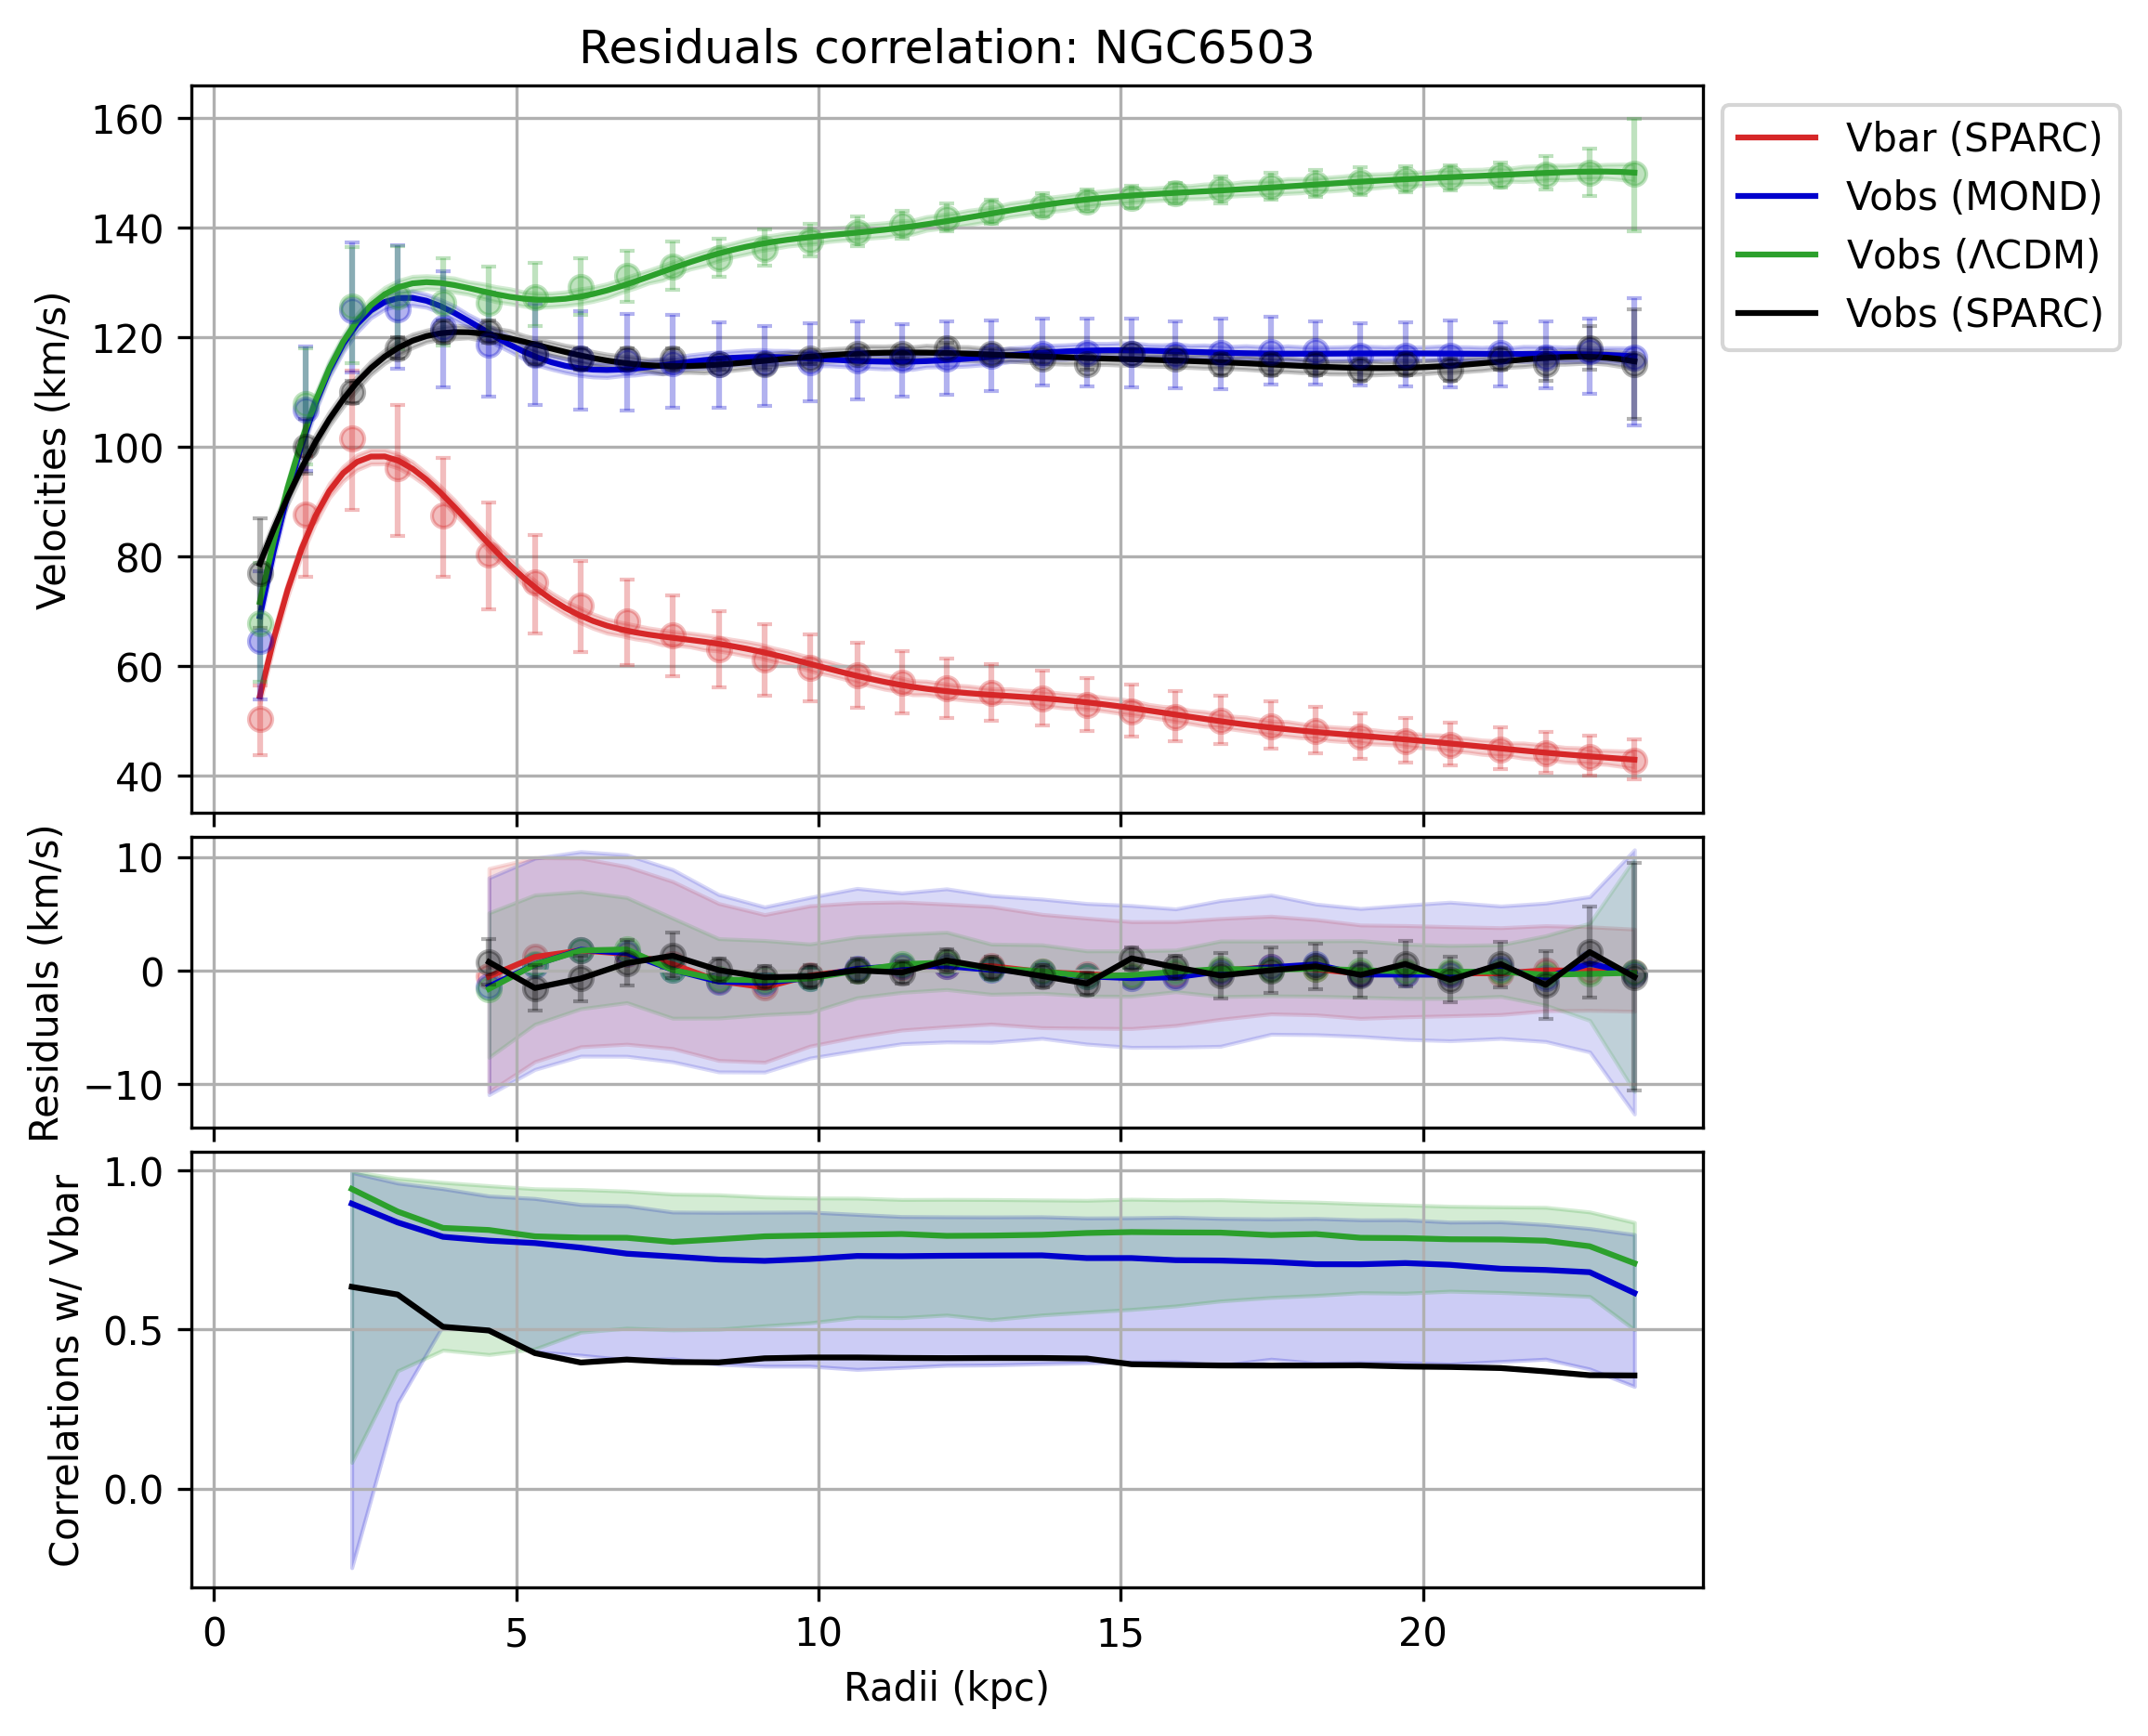 Residuals correlation: NGC6503
160
140
120
100
80
60
40
Velocities (km/s)
Vbar (SPARC)
Vobs (MOND)
Vobs (ΛCDM)
Vobs (SPARC)
10
0
−10
Residuals (km/s)
1.0
0.5
0.0
Correlations w/ Vbar
0 5 10 15 20
Radii (kpc)